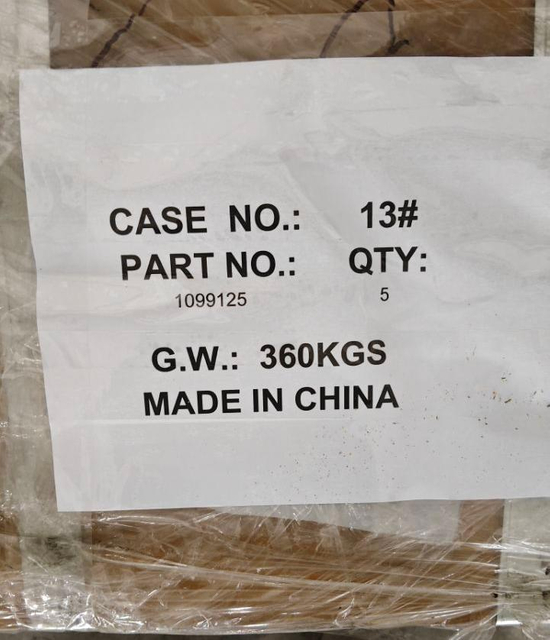 CASE NO.: 13#
PART NO.: QTY:
1099125 5
G.W.: 360KGS
MADE IN CHINA